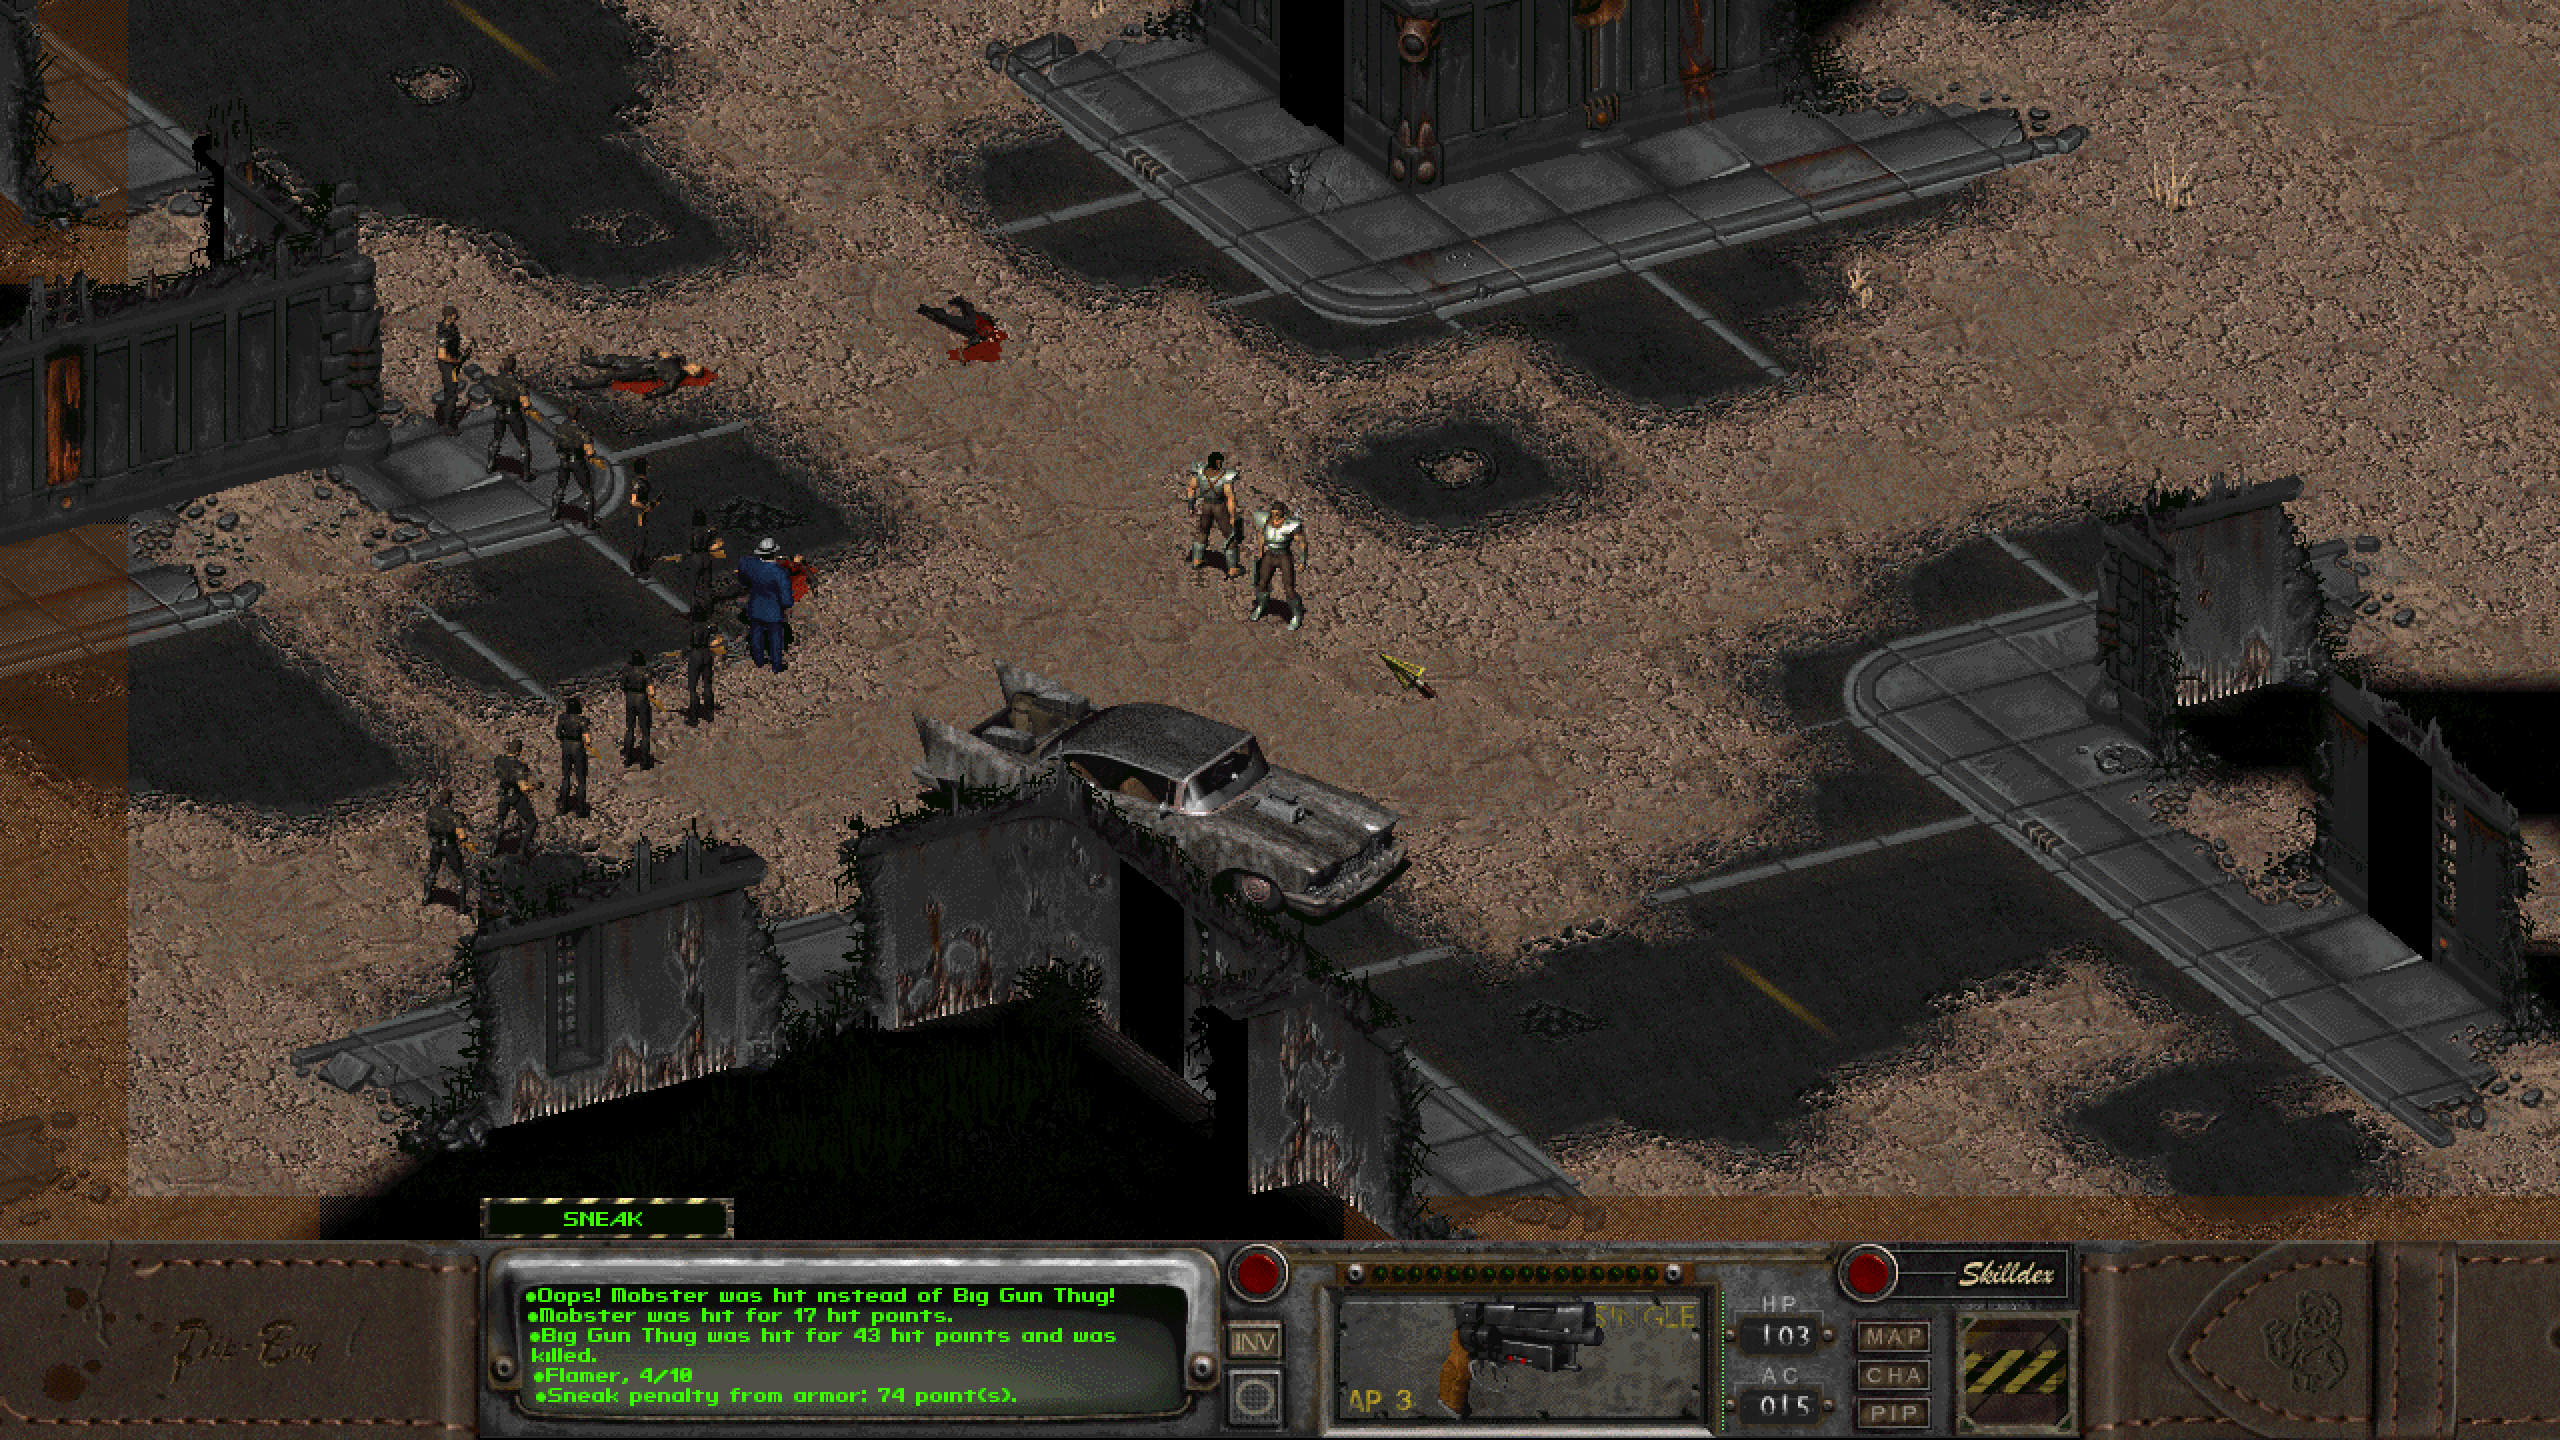 SNEAK
•Oops! Mobster was hit instead of Big Gun Thug!
•Mobster was hit for 17 hit points.
•Big Gun Thug was hit for 43 hit points and was
killed.
•Flamer, 4/10
•Sneak penalty from armor: 74 point(s).
INV
SINGLE
AP 3
HP
103
AC
015
Skilldex
MAP
CHA
PIP
Pip-Boy